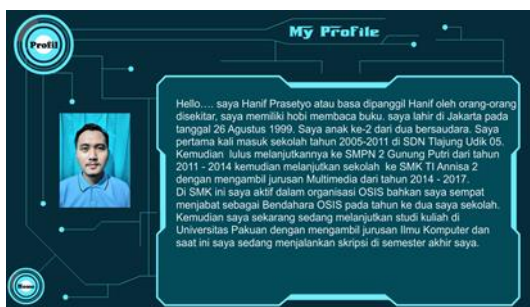 Profil
My Profile
Hello.... saya Hanif Prasetyo atau basa dipanggil Hanif oleh orang-orang
disekitar, saya memiliki hobi membaca buku. saya lahir di Jakarta pada
tanggal 26 Agustus 1999. Saya anak ke-2 dari dua bersaudara. Saya
pertama kali masuk sekolah tahun 2005-2011 di SDN Tlajung Udik 05.
Kemudian lulus melanjutkannya ke SMPN 2 Gunung Putri dari tahun
2011 - 2014 kemudian melanjutkan sekolah ke SMK TI Annisa 2
dengan mengambil jurusan Multimedia dari tahun 2014 - 2017.
Di SMK ini saya aktif dalam organisasi OSIS bahkan saya sempat
menjabat sebagai Bendahara OSIS pada tahun ke dua saya sekolah.
Kemudian saya sekarang sedang melanjutkan studi kuliah di
Universitas Pakuan dengan mengambil jurusan Ilmu Komputer dan
saat ini saya sedang menjalankan skripsi di semester akhir saya.
Home